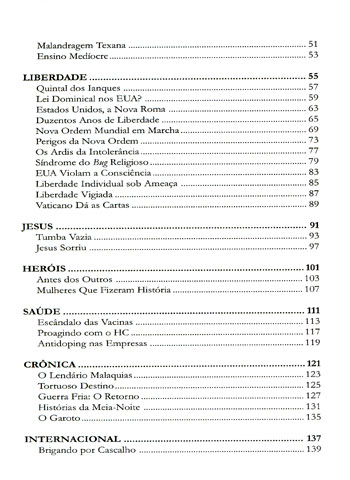 Malandragem Texana ........ 51
Ensino Medíocre ........ 53
LIBERDADE ........ 55
Quintal dos Ianques ........ 57
Lei Dominical nos EUA? ........ 59
Estados Unidos, a Nova Roma ........ 63
Duzentos Anos de Liberdade ........ 65
Nova Ordem Mundial em Marcha ........ 69
Perigos da Nova Ordem ........ 73
Os Ardis da Intolerância ........ 77
Síndrome do Bug Religioso ........ 79
EUA Violam a Consciência ........ 83
Liberdade Individual sob Ameaça ........ 85
Liberdade Vigiada ........ 87
Vaticano Dá as Cartas ........ 89
JESUS ........ 91
Tumba Vazia ........ 93
Jesus Sorriu ........ 97
HERÓIS ........ 101
Antes dos Outros ........ 103
Mulheres Que Fizeram História ........ 107
SAÚDE ........ 111
Escândalo das Vacinas ........ 113
Proagindo com o HC ........ 117
Antidoping nas Empresas ........ 119
CRÔNICA ........ 121
O Lendário Malaquias ........ 123
Tortuoso Destino ........ 125
Guerra Fria: O Retorno ........ 127
Histórias da Meia-Noite ........ 131
O Garoto ........ 135
INTERNACIONAL ........ 137
Brigando por Cascalho ........ 139